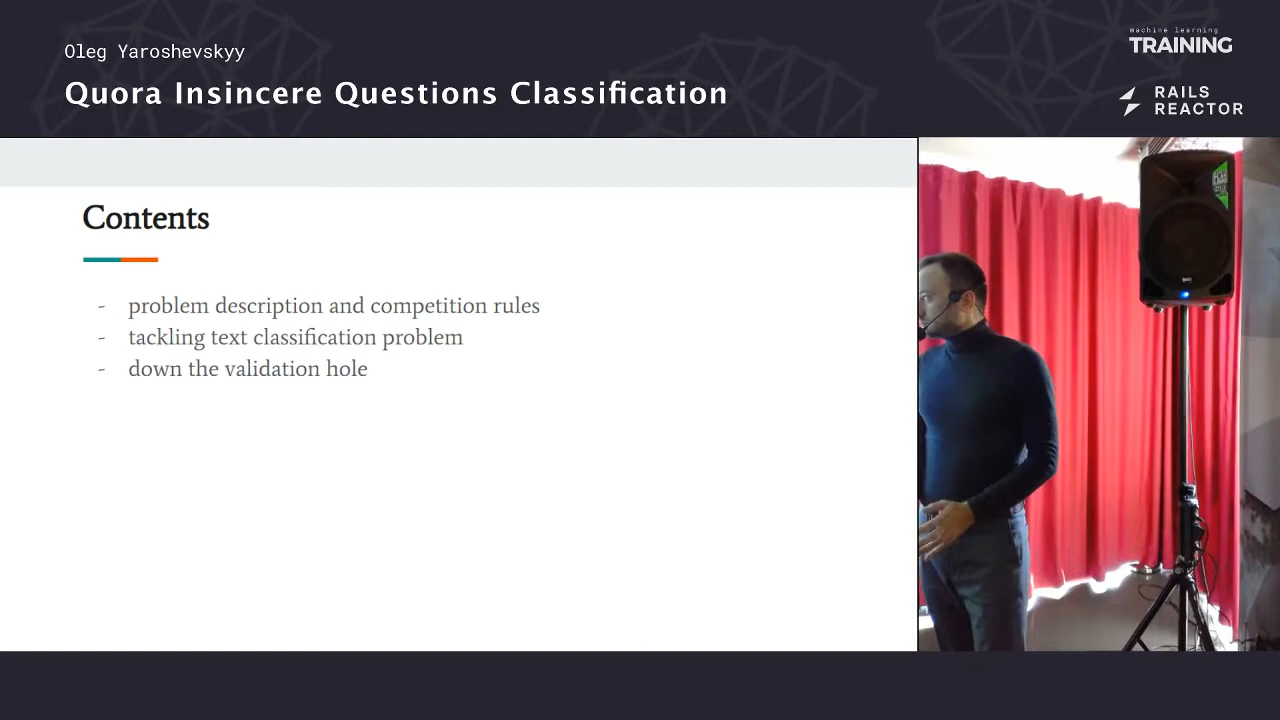 Oleg Yaroshevskyy
Quora Insincere Questions Classification
machine learning
TRAINING
RAILS
REACTOR
Contents
- problem description and competition rules
- tackling text classification problem
- down the validation hole